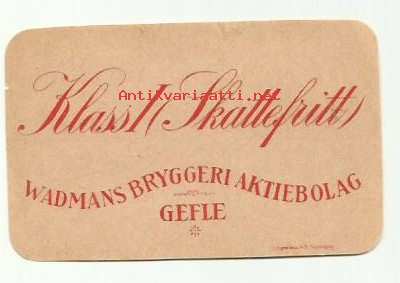 Antikvariaatti.net
Klass I (Skattefritt)
WADMANS BRYGGERI AKTIEBOLAG
GEFLE